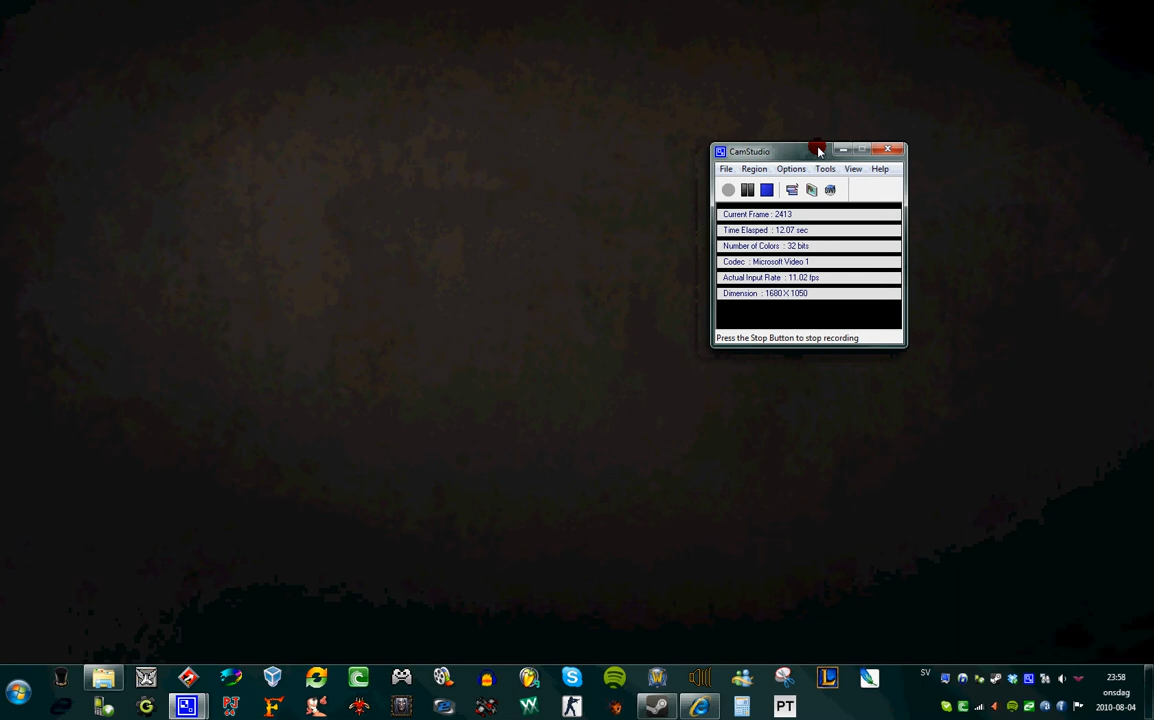 CamStudio
File Region Options Tools View Help
Current Frame : 2413
Time Elasped : 12.07 sec
Number of Colors : 32 bits
Codec : Microsoft Video 1
Actual Input Rate : 11.02 fps
Dimension : 1680 X 1050
Press the Stop Button to stop recording
SV
23:58
onsdag
2010-08-04
PT